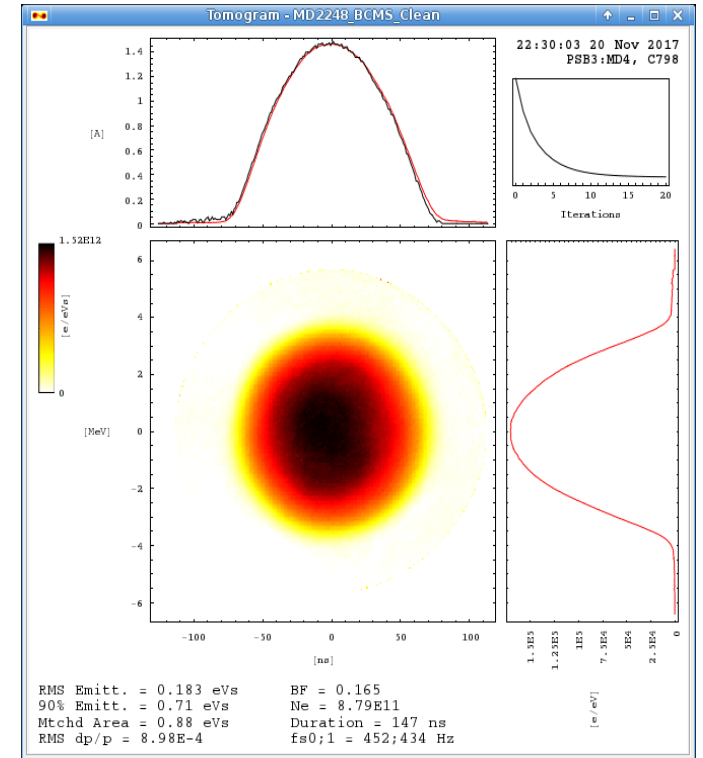 Tomogram - MD2248_BCMS_Clean
22:30:03 20 Nov 2017
PSB3:MD4, C798
1.4
1.2
1
0.8
0.6
0.4
0.2
0
[A]
0 5 10 15 20
Iterations
1.52E12
[e/eVs]
0
6
4
2
0
-2
-4
-6
[MeV]
-100 -50 0 50 100
[ns]
1.5E5
1.25E5
1E5
7.5E4
5E4
2.5E4
0
[e/eV]
RMS Emitt. = 0.183 eVs
90% Emitt. = 0.71 eVs
Mtchd Area = 0.88 eVs
RMS dp/p = 8.98E-4
BF = 0.165
Ne = 8.79E11
Duration = 147 ns
fs0;1 = 452;434 Hz